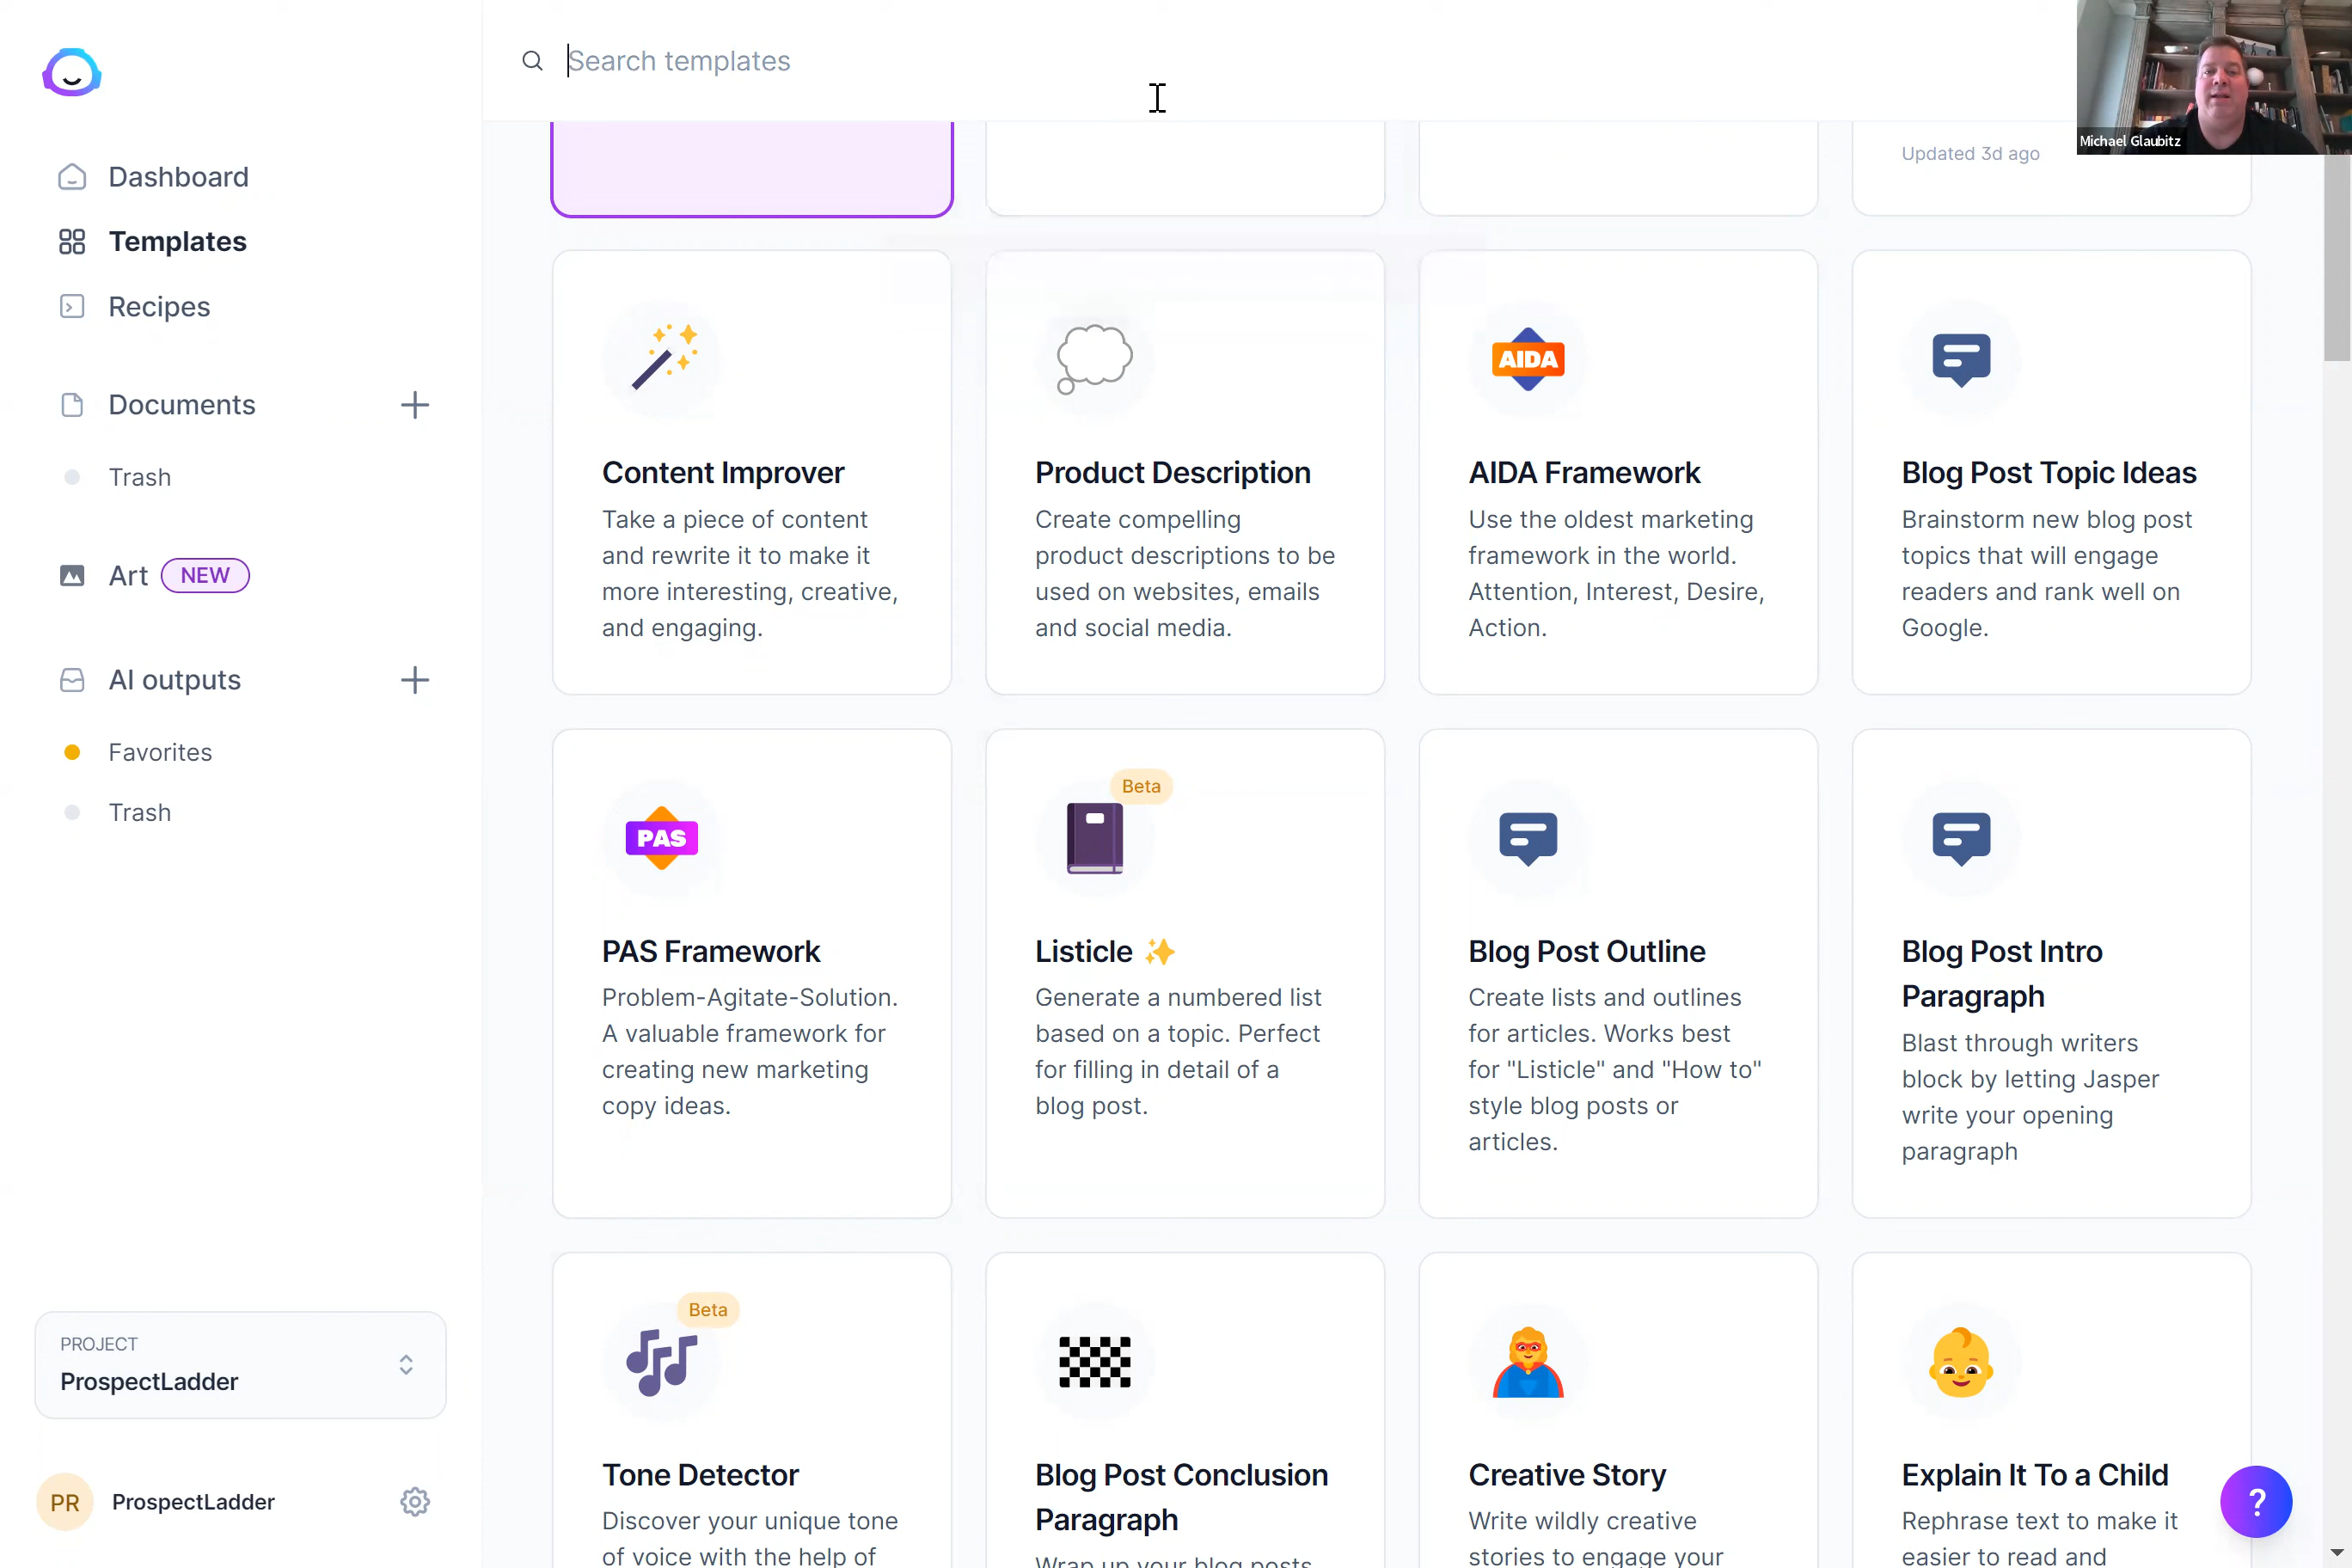 Search templates
Michael Glaubitz
Dashboard
Templates
Recipes
Documents
Trash
Art NEW
AI outputs
Favorites
Trash
PROJECT
ProspectLadder
PR ProspectLadder
Updated 3d ago
Content Improver
Take a piece of content
and rewrite it to make it
more interesting, creative,
and engaging.
Product Description
Create compelling
product descriptions to be
used on websites, emails
and social media.
AIDA
AIDA Framework
Use the oldest marketing
framework in the world.
Attention, Interest, Desire,
Action.
Blog Post Topic Ideas
Brainstorm new blog post
topics that will engage
readers and rank well on
Google.
PAS
PAS Framework
Problem-Agitate-Solution.
A valuable framework for
creating new marketing
copy ideas.
Beta
Listicle ✨
Generate a numbered list
based on a topic. Perfect
for filling in detail of a
blog post.
Blog Post Outline
Create lists and outlines
for articles. Works best
for "Listicle" and "How to"
style blog posts or
articles.
Blog Post Intro
Paragraph
Blast through writers
block by letting Jasper
write your opening
paragraph
Beta
Tone Detector
Discover your unique tone
of voice with the help of
Blog Post Conclusion
Paragraph
Wrap up your blog posts
Creative Story
Write wildly creative
stories to engage your
Explain It To a Child
Rephrase text to make it
easier to read and
?